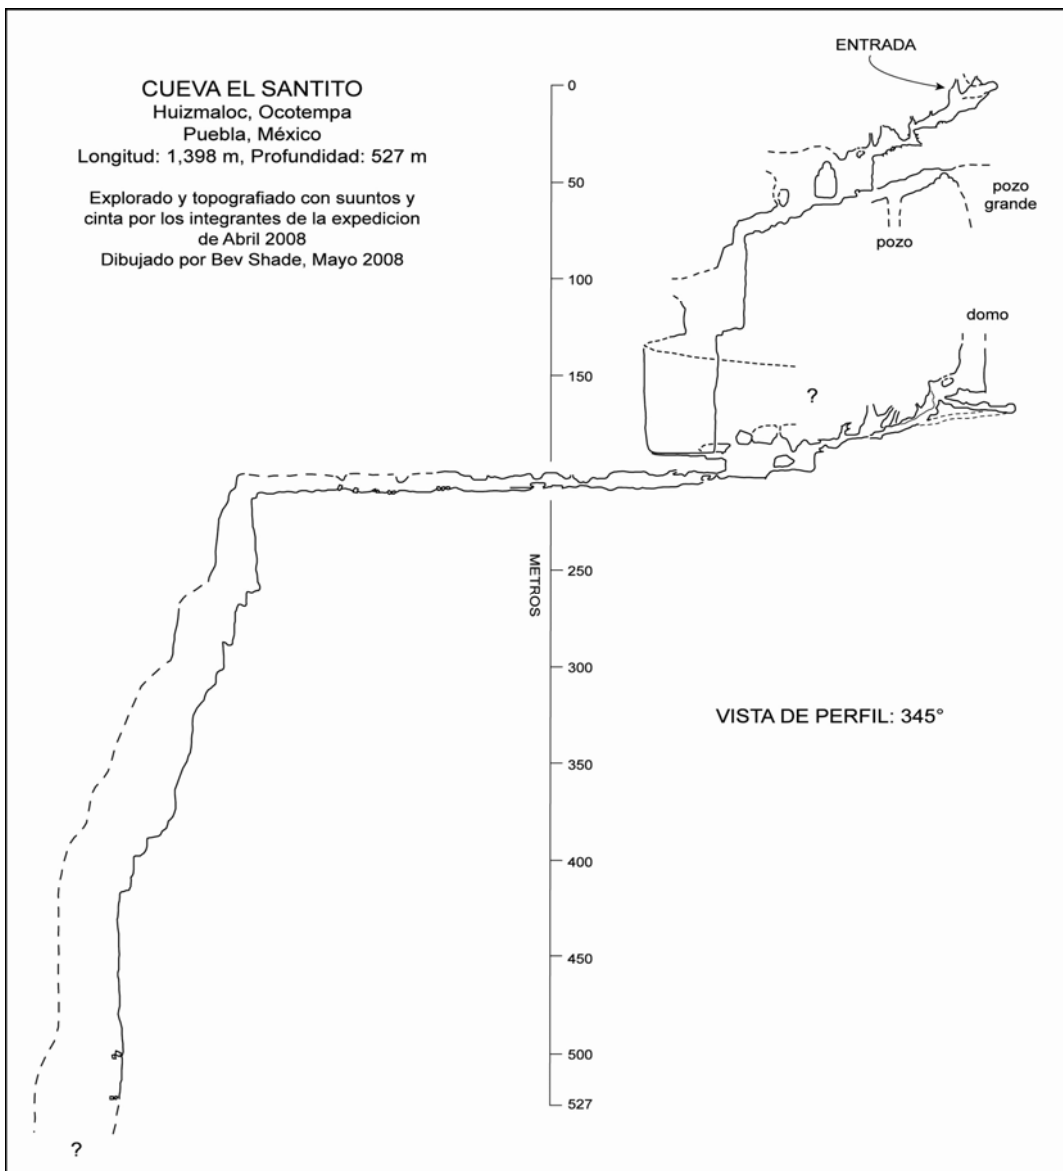 CUEVA EL SANTITO
Huizmaloc, Ocotempa
Puebla, México
Longitud: 1,398 m, Profundidad: 527 m
Explorado y topografiado con suuntos y
cinta por los integrantes de la expedicion
de Abril 2008
Dibujado por Bev Shade, Mayo 2008
ENTRADA
0
50
pozo
grande
pozo
100
domo
150
?
METROS
250
300
VISTA DE PERFIL: 345°
350
400
450
500
527
?